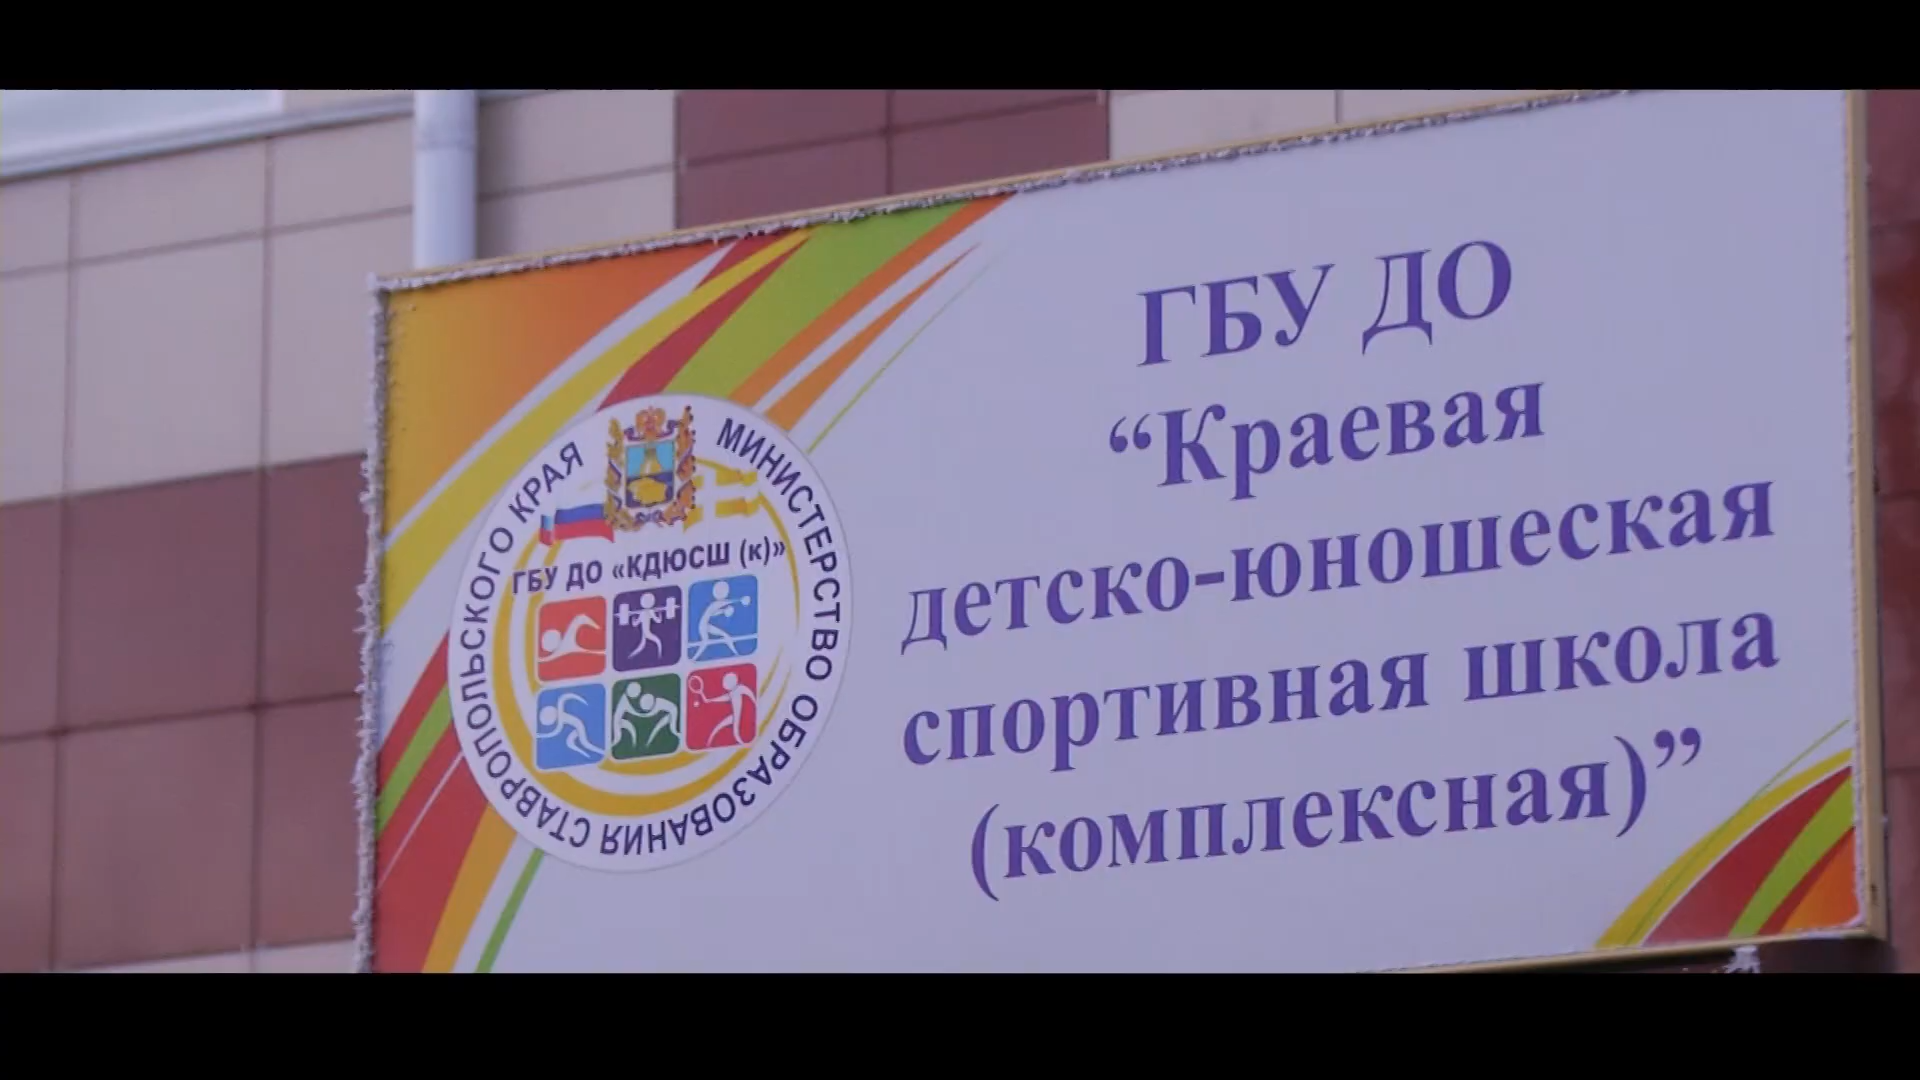 МИНИСТЕРСТВО ОБРАЗОВАНИЯ СТАВРОПОЛЬСКОГО КРАЯ
ГБУ ДО «КДЮСШ (к)»
ГБУ ДО
“Краевая
детско-юношеская
спортивная школа
(комплексная)”